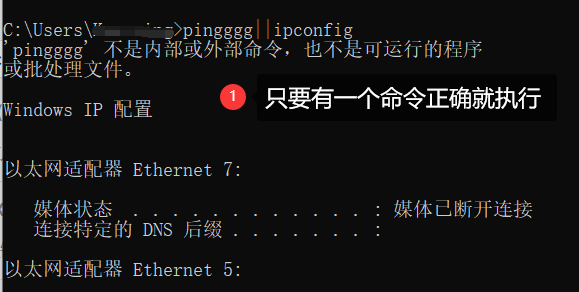 C:\Users\>pingggg||ipconfig
'pingggg' 不是内部或外部命令，也不是可运行的程序
或批处理文件。
1 只要有一个命令正确就执行
Windows IP 配置
以太网适配器 Ethernet 7:
媒体状态 . . . . . . . . . . . . : 媒体已断开连接
连接特定的 DNS 后缀 . . . . . . . :
以太网适配器 Ethernet 5: